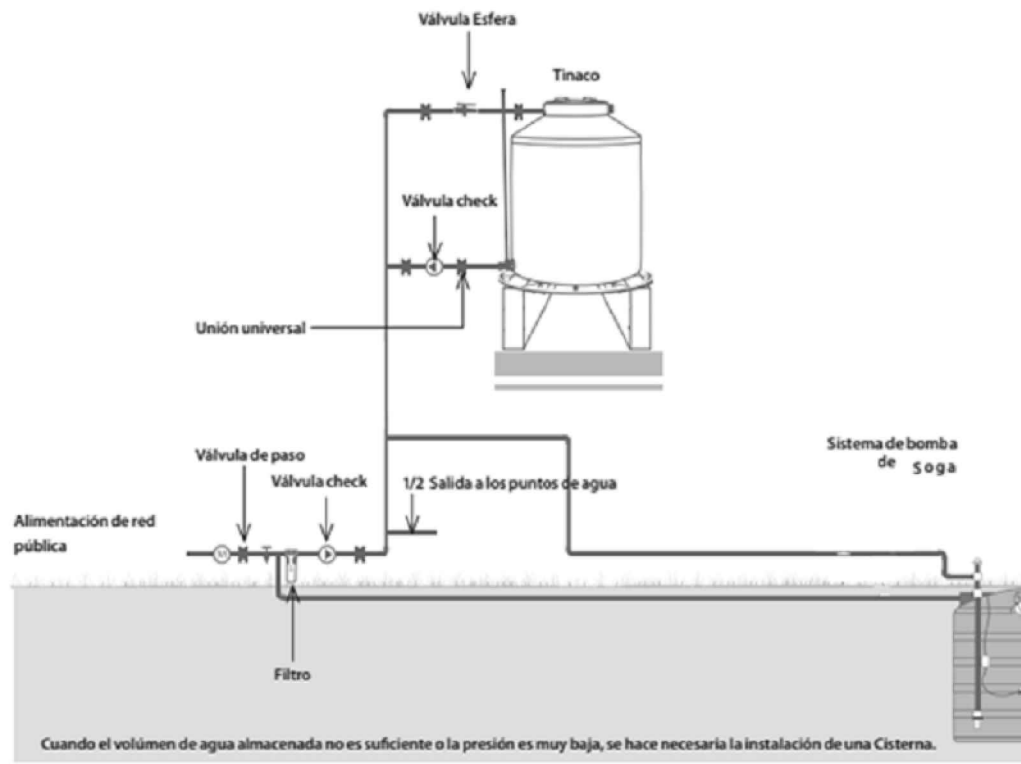 Válvula Esfera
Tinaco
Válvula check
Unión universal
Válvula de paso
Válvula check
1/2 Salida a los puntos de agua
Sistema de bomba
de Soga
Alimentación de red
pública
Filtro
Cuando el volúmen de agua almacenada no es suficiente o la presión es muy baja, se hace necesaria la instalación de una Cisterna.